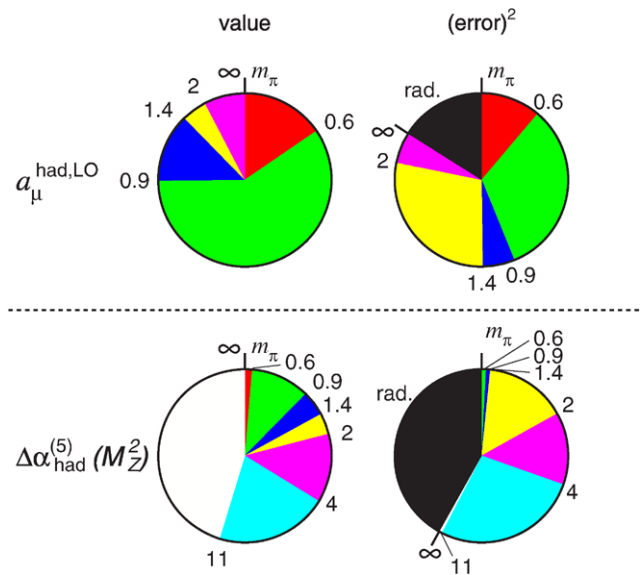 value (error)²
∞ mπ mπ
2 rad. 0.6
1.4 0.6 ∞
0.9 2
aμ^had,LO
1.4 0.9
∞ mπ 0.6 mπ 0.6
0.9 0.9
1.4 rad. 1.4
2 2
Δα_had^(5) (M_Z^2)
4 4
11 ∞ 11